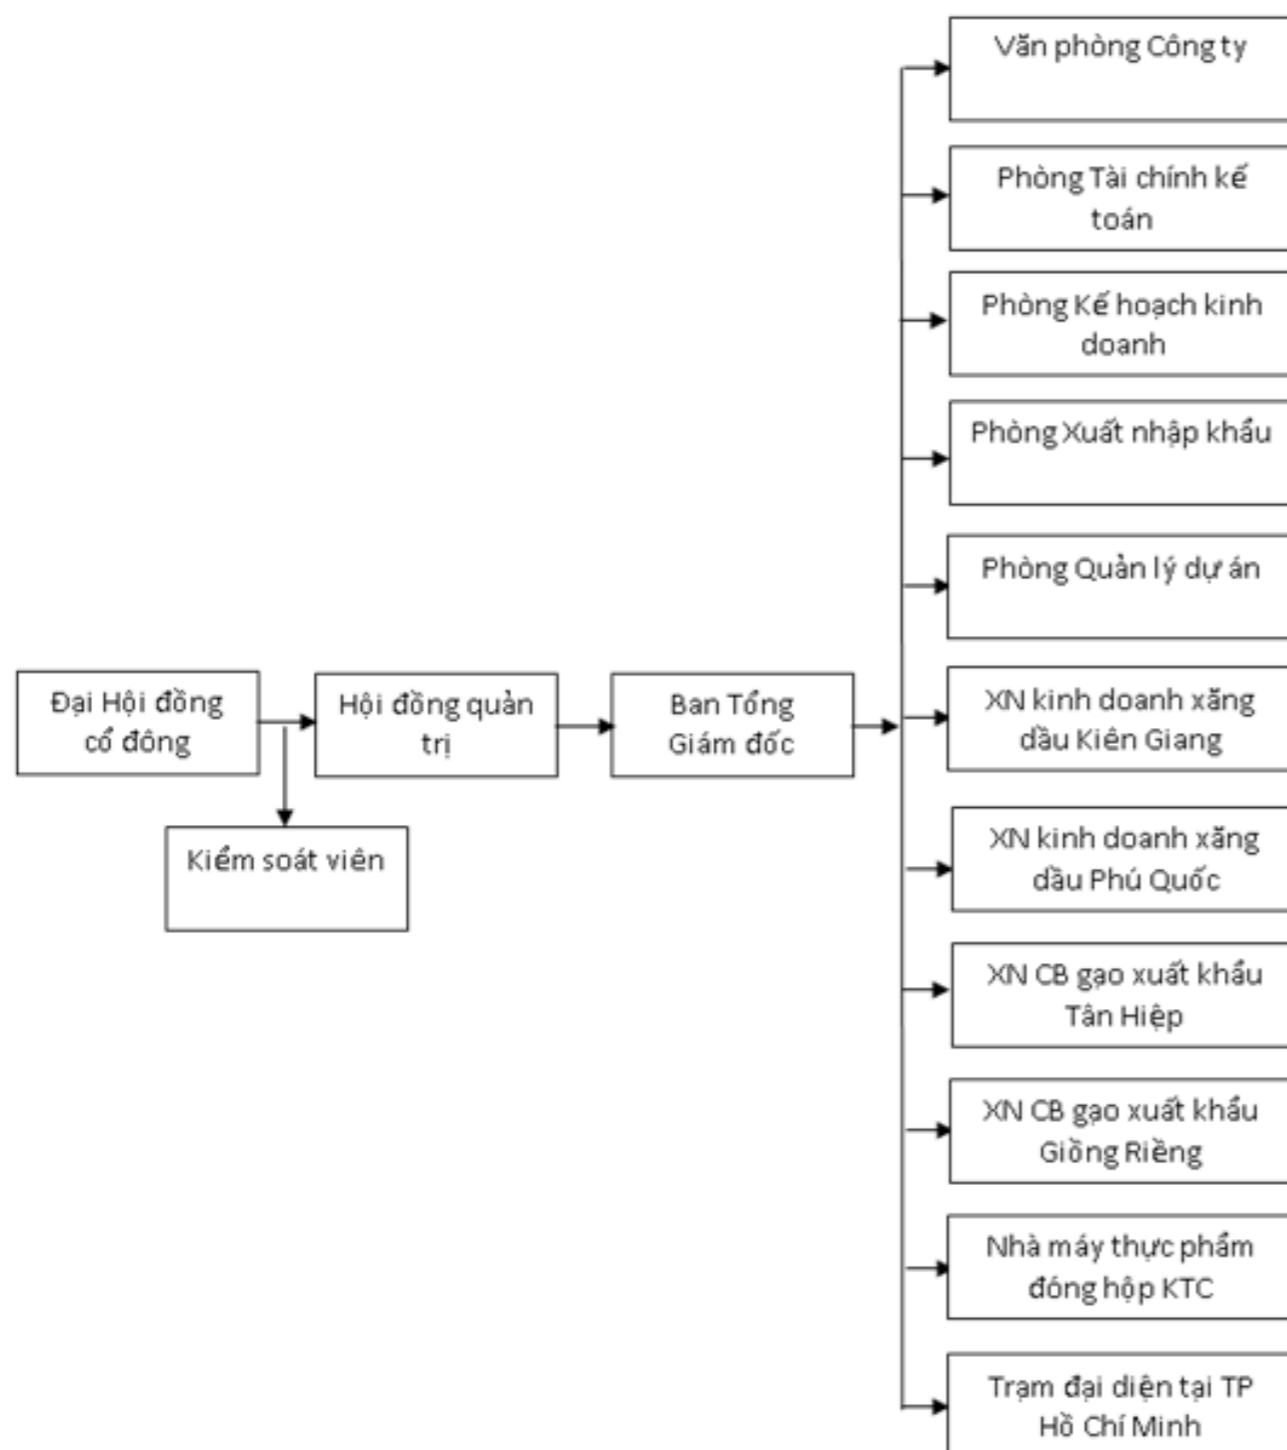 Văn phòng Công ty
Phòng Tài chính kế
toán
Phòng Kế hoạch kinh
doanh
Phòng Xuất nhập khẩu
Phòng Quản lý dự án
Đại Hội đồng
cổ đông
Hội đồng quản
trị
Ban Tổng
Giám đốc
Kiểm soát viên
XN kinh doanh xăng
dầu Kiên Giang
XN kinh doanh xăng
dầu Phú Quốc
XN CB gạo xuất khẩu
Tân Hiệp
XN CB gạo xuất khẩu
Giồng Riềng
Nhà máy thực phẩm
đóng hộp KTC
Trạm đại diện tại TP
Hồ Chí Minh